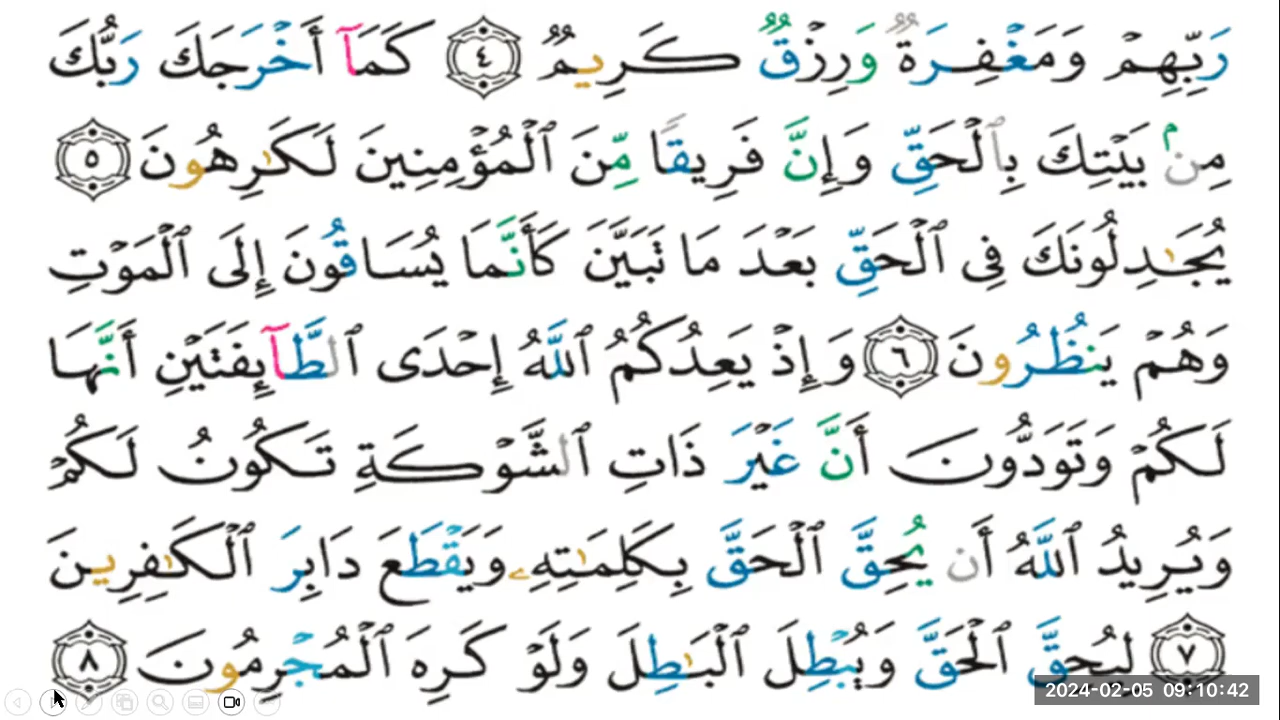 رَبِّهِمۡ وَمَغۡفِرَةٞ وَرِزۡقٞ كَرِيمٞ ٤ كَمَآ أَخۡرَجَكَ رَبُّكَ
مِنۢ بَيۡتِكَ بِٱلۡحَقِّ وَإِنَّ فَرِيقٗا مِّنَ ٱلۡمُؤۡمِنِينَ لَكَٰرِهُونَ ٥
يُجَٰدِلُونَكَ فِي ٱلۡحَقِّ بَعۡدَ مَا تَبَيَّنَ كَأَنَّمَا يُسَاقُونَ إِلَى ٱلۡمَوۡتِ
وَهُمۡ يَنظُرُونَ ٦ وَإِذۡ يَعِدُكُمُ ٱللَّهُ إِحۡدَى ٱلطَّآئِفَتَيۡنِ أَنَّهَا
لَكُمۡ وَتَوَدُّونَ أَنَّ غَيۡرَ ذَاتِ ٱلشَّوۡكَةِ تَكُونُ لَكُمۡ
وَيُرِيدُ ٱللَّهُ أَن يُحِقَّ ٱلۡحَقَّ بِكَلِمَٰتِهِۦ وَيَقۡطَعَ دَابِرَ ٱلۡكَٰفِرِينَ
٧ لِيُحِقَّ ٱلۡحَقَّ وَيُبۡطِلَ ٱلۡبَٰطِلَ وَلَوۡ كَرِهَ ٱلۡمُجۡرِمُونَ ٨
2024-02-05 09:10:42